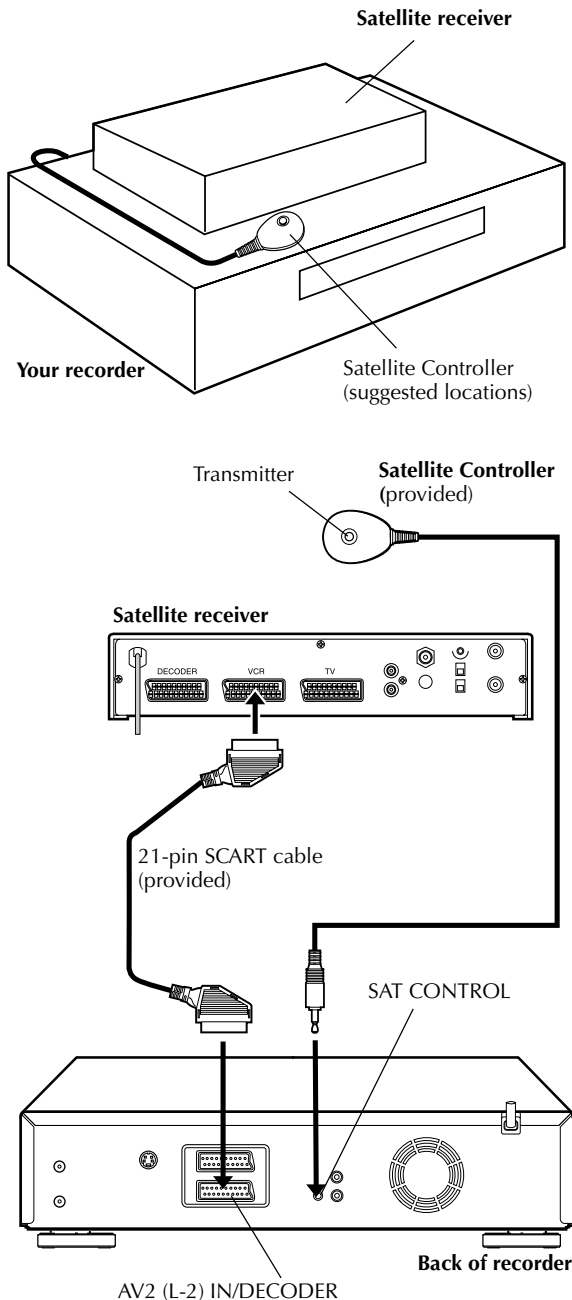 Satellite receiver
Your recorder
Satellite Controller
(suggested locations)
Transmitter
Satellite Controller
(provided)
Satellite receiver
DECODER
VCR
TV
21-pin SCART cable
(provided)
SAT CONTROL
Back of recorder
AV2 (L-2) IN/DECODER